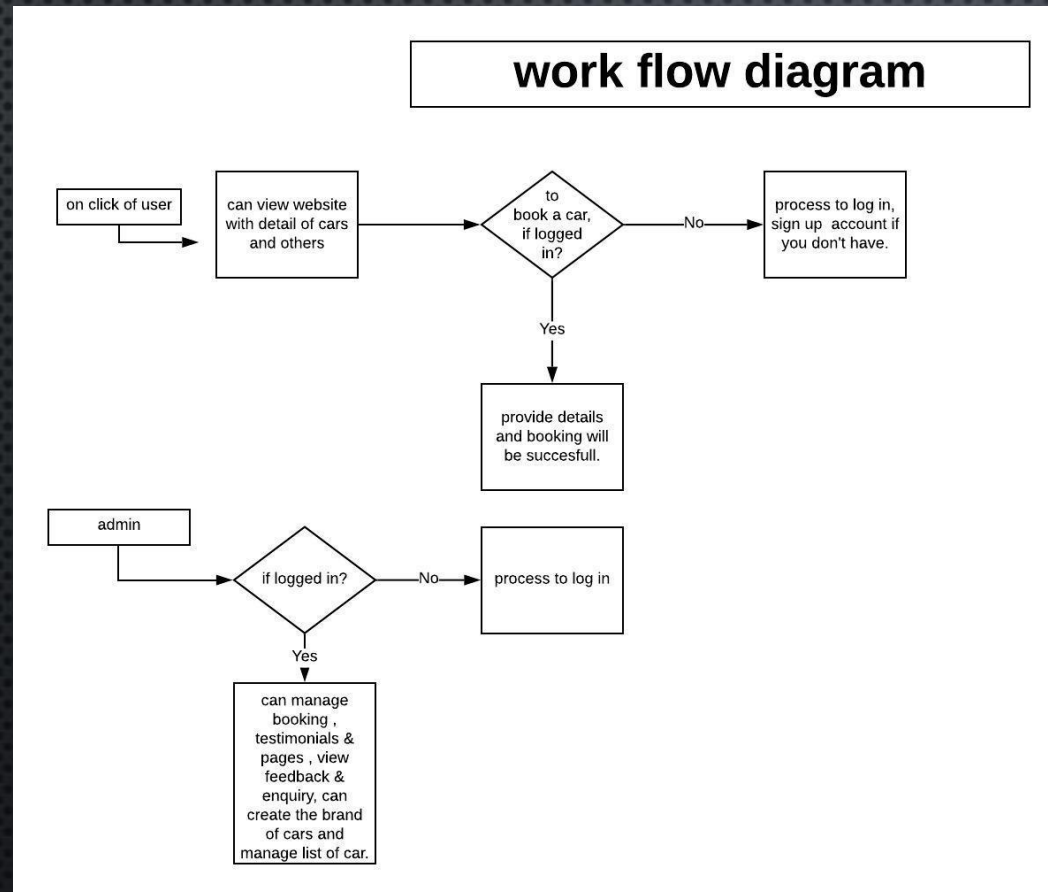 work flow diagram
on click of user
can view website
with detail of cars
and others
to
book a car,
if logged
in?
No
process to log in,
sign up  account if
you don't have.
Yes
provide details
and booking will
be succesfull.
admin
if logged in?
No
process to log in
Yes
can manage
booking ,
testimonials &
pages , view
feedback &
enquiry, can
create the brand
of cars and
manage list of car.